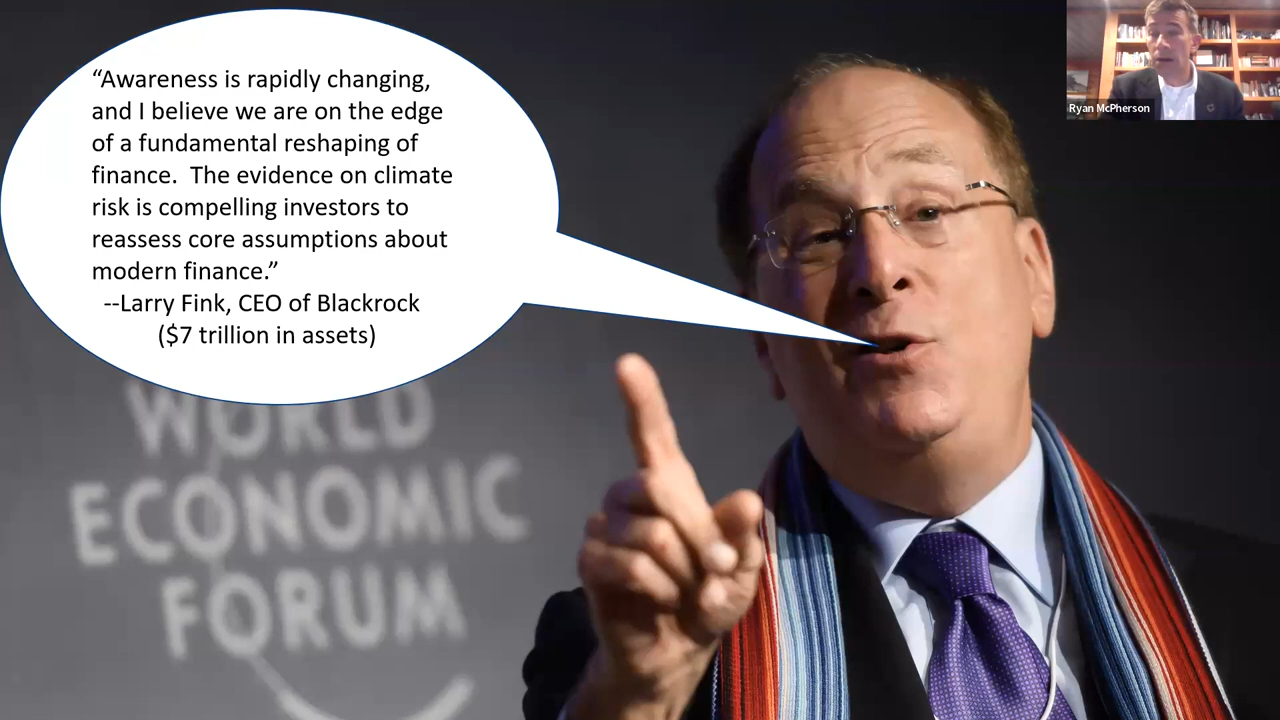 “Awareness is rapidly changing,
and I believe we are on the edge
of a fundamental reshaping of
finance.  The evidence on climate
risk is compelling investors to
reassess core assumptions about
modern finance.”
--Larry Fink, CEO of Blackrock
($7 trillion in assets)
WORLD
ECONOMIC
FORUM
Ryan McPherson